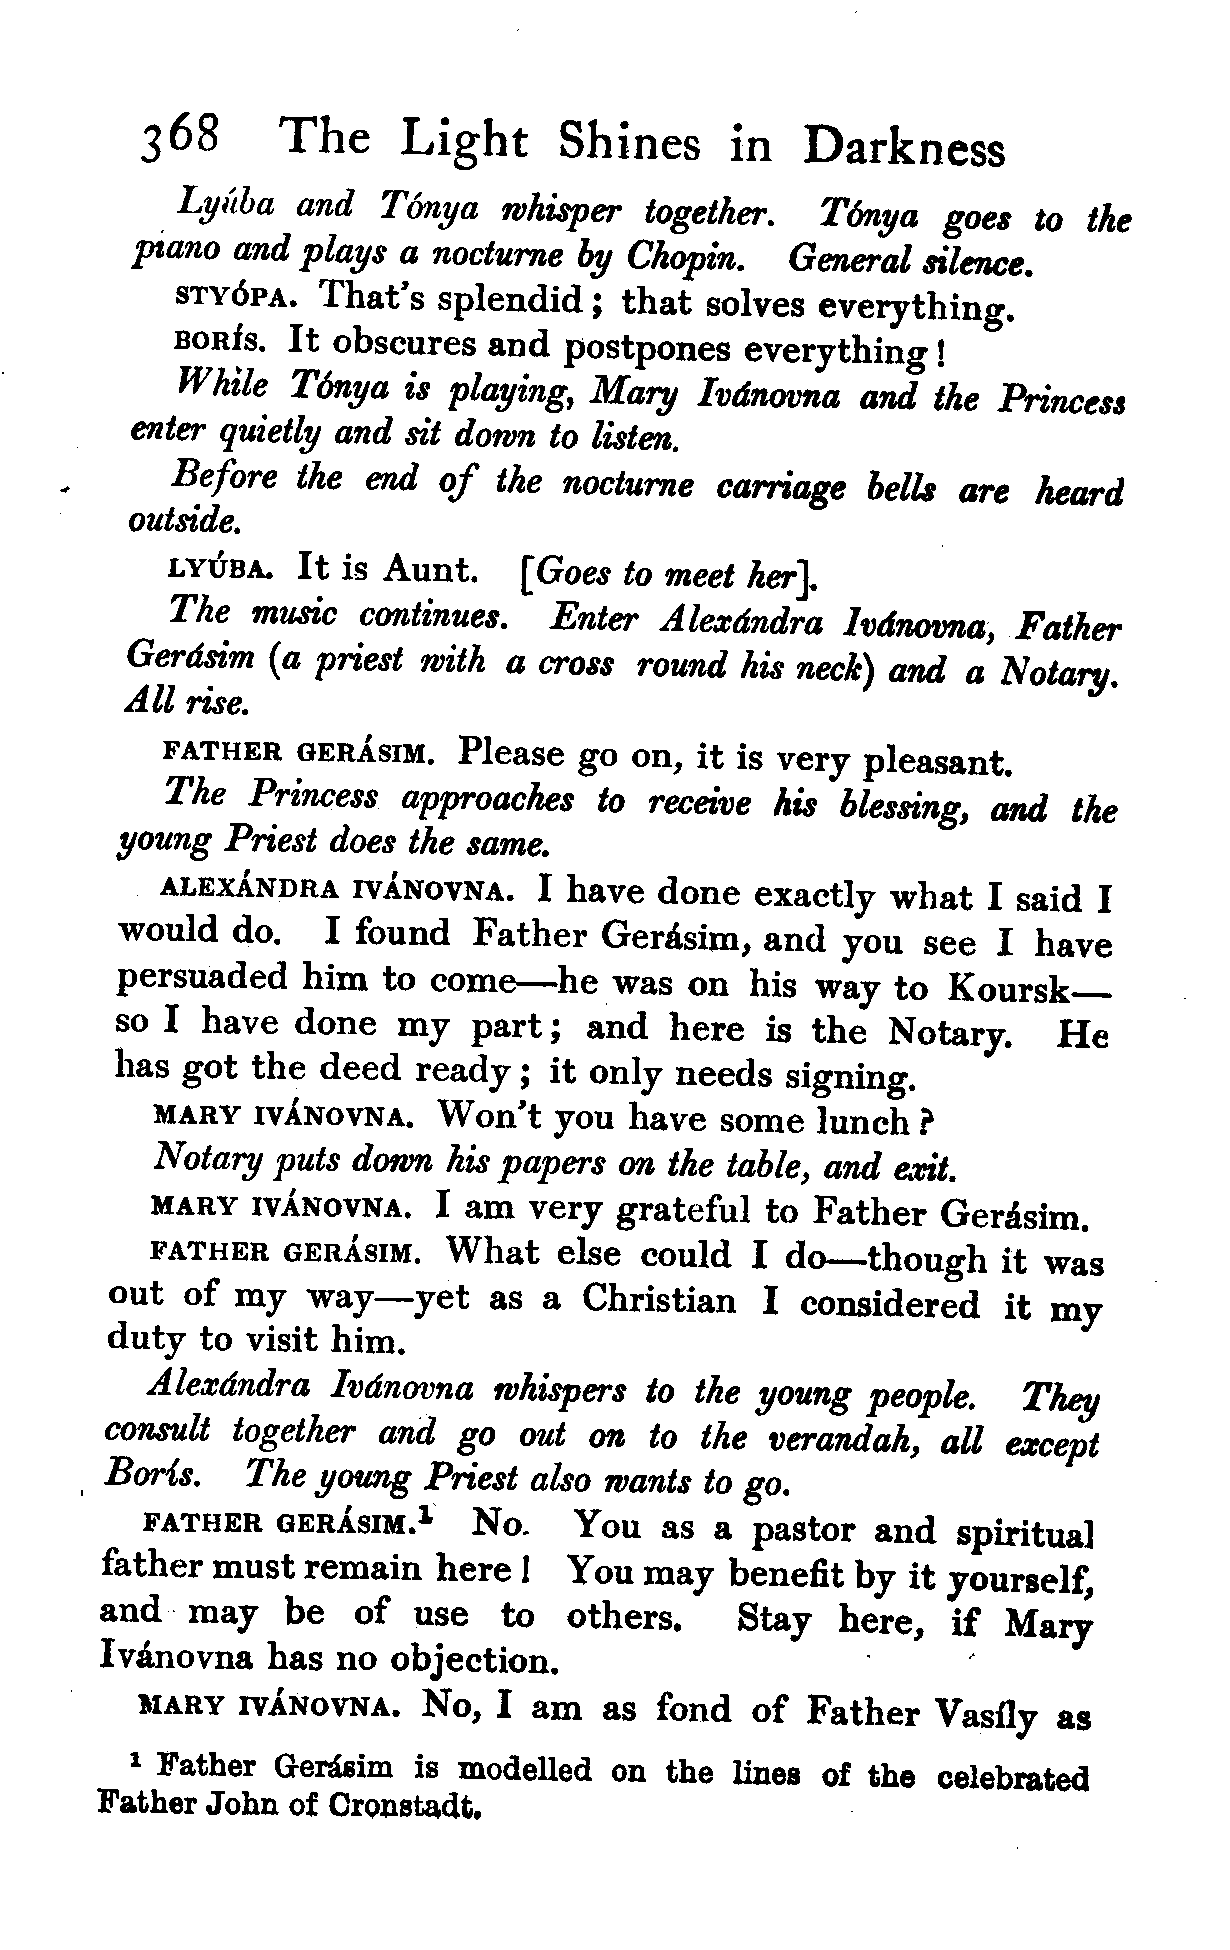 368 The Light Shines in Darkness
Lyúba and Tónya whisper together. Tónya goes to the
piano and plays a nocturne by Chopin. General silence.
STYÓPA. That's splendid; that solves everything.
BORÍS. It obscures and postpones everything!
While Tónya is playing, Mary Ivánovna and the Princess
enter quietly and sit down to listen.
Before the end of the nocturne carriage bells are heard
outside.
LYÚBA. It is Aunt. [Goes to meet her].
The music continues. Enter Alexándra Ivánovna, Father
Gerásim (a priest with a cross round his neck) and a Notary.
All rise.
FATHER GERÁSIM. Please go on, it is very pleasant.
The Princess approaches to receive his blessing, and the
young Priest does the same.
ALEXÁNDRA IVÁNOVNA. I have done exactly what I said I
would do. I found Father Gerásim, and you see I have
persuaded him to come—he was on his way to Koursk—
so I have done my part; and here is the Notary. He
has got the deed ready; it only needs signing.
MARY IVÁNOVNA. Won't you have some lunch?
Notary puts down his papers on the table, and exit.
MARY IVÁNOVNA. I am very grateful to Father Gerásim.
FATHER GERÁSIM. What else could I do—though it was
out of my way—yet as a Christian I considered it my
duty to visit him.
Alexándra Ivánovna whispers to the young people. They
consult together and go out on to the verandah, all except
Borís. The young Priest also wants to go.
FATHER GERÁSIM.¹ No. You as a pastor and spiritual
father must remain here! You may benefit by it yourself,
and may be of use to others. Stay here, if Mary
Ivánovna has no objection.
MARY IVÁNOVNA. No, I am as fond of Father Vasíly as
¹ Father Gerásim is modelled on the lines of the celebrated
Father John of Cronstadt.